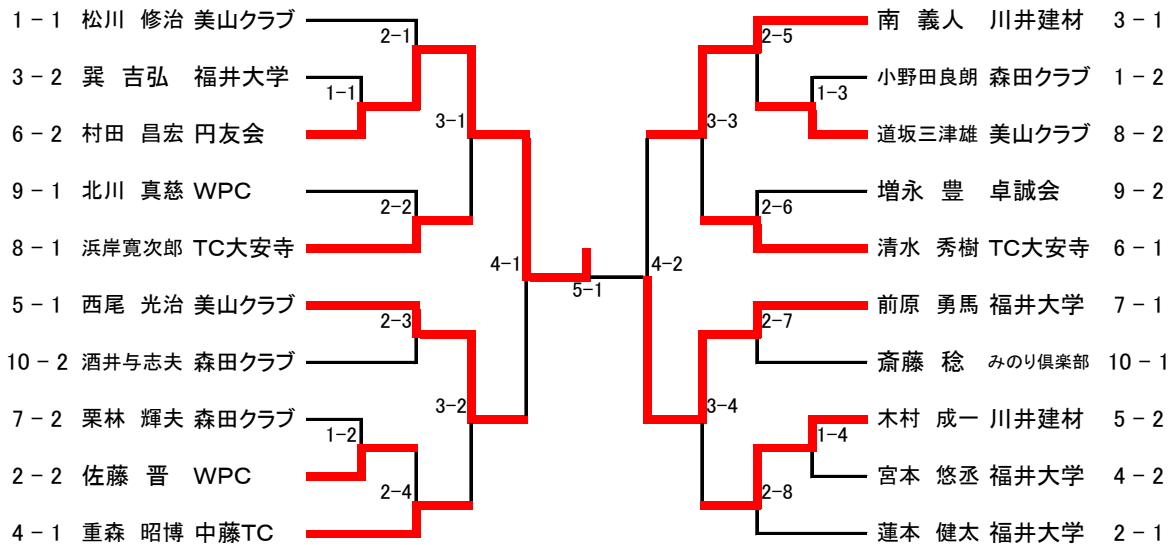 1－1 松川 修治 美山クラブ
2-1
3－2 巽 吉弘 福井大学
1-1
6－2 村田 昌宏 円友会
3-1
9－1 北川 真慈 WPC
2-2
8－1 浜岸寛次郎 TC大安寺
4-1
5－1 西尾 光治 美山クラブ
2-3
10－2 酒井与志夫 森田クラブ
3-2
7－2 栗林 輝夫 森田クラブ
1-2
2－2 佐藤 晋 WPC
2-4
4－1 重森 昭博 中藤TC
5-1
南 義人 川井建材 3－1
2-5
小野田良朗 森田クラブ 1－2
1-3
道坂三津雄 美山クラブ 8－2
3-3
増永 豊 卓誠会 9－2
2-6
清水 秀樹 TC大安寺 6－1
4-2
前原 勇馬 福井大学 7－1
2-7
斎藤 稔 みのり倶楽部 10－1
3-4
木村 成一 川井建材 5－2
1-4
宮本 悠丞 福井大学 4－2
2-8
蓮本 健太 福井大学 2－1